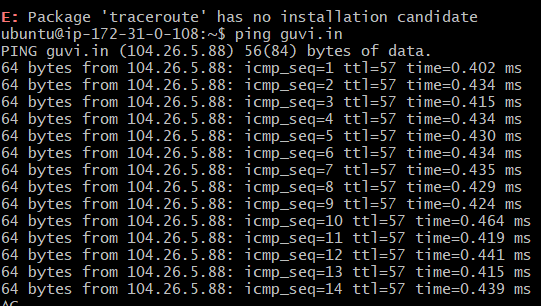 E: Package 'traceroute' has no installation candidate
ubuntu@ip-172-31-0-108:~$ ping guvi.in
PING guvi.in (104.26.5.88) 56(84) bytes of data.
64 bytes from 104.26.5.88: icmp_seq=1 ttl=57 time=0.402 ms
64 bytes from 104.26.5.88: icmp_seq=2 ttl=57 time=0.434 ms
64 bytes from 104.26.5.88: icmp_seq=3 ttl=57 time=0.415 ms
64 bytes from 104.26.5.88: icmp_seq=4 ttl=57 time=0.434 ms
64 bytes from 104.26.5.88: icmp_seq=5 ttl=57 time=0.430 ms
64 bytes from 104.26.5.88: icmp_seq=6 ttl=57 time=0.434 ms
64 bytes from 104.26.5.88: icmp_seq=7 ttl=57 time=0.435 ms
64 bytes from 104.26.5.88: icmp_seq=8 ttl=57 time=0.429 ms
64 bytes from 104.26.5.88: icmp_seq=9 ttl=57 time=0.424 ms
64 bytes from 104.26.5.88: icmp_seq=10 ttl=57 time=0.464 ms
64 bytes from 104.26.5.88: icmp_seq=11 ttl=57 time=0.419 ms
64 bytes from 104.26.5.88: icmp_seq=12 ttl=57 time=0.441 ms
64 bytes from 104.26.5.88: icmp_seq=13 ttl=57 time=0.415 ms
64 bytes from 104.26.5.88: icmp_seq=14 ttl=57 time=0.439 ms
^C